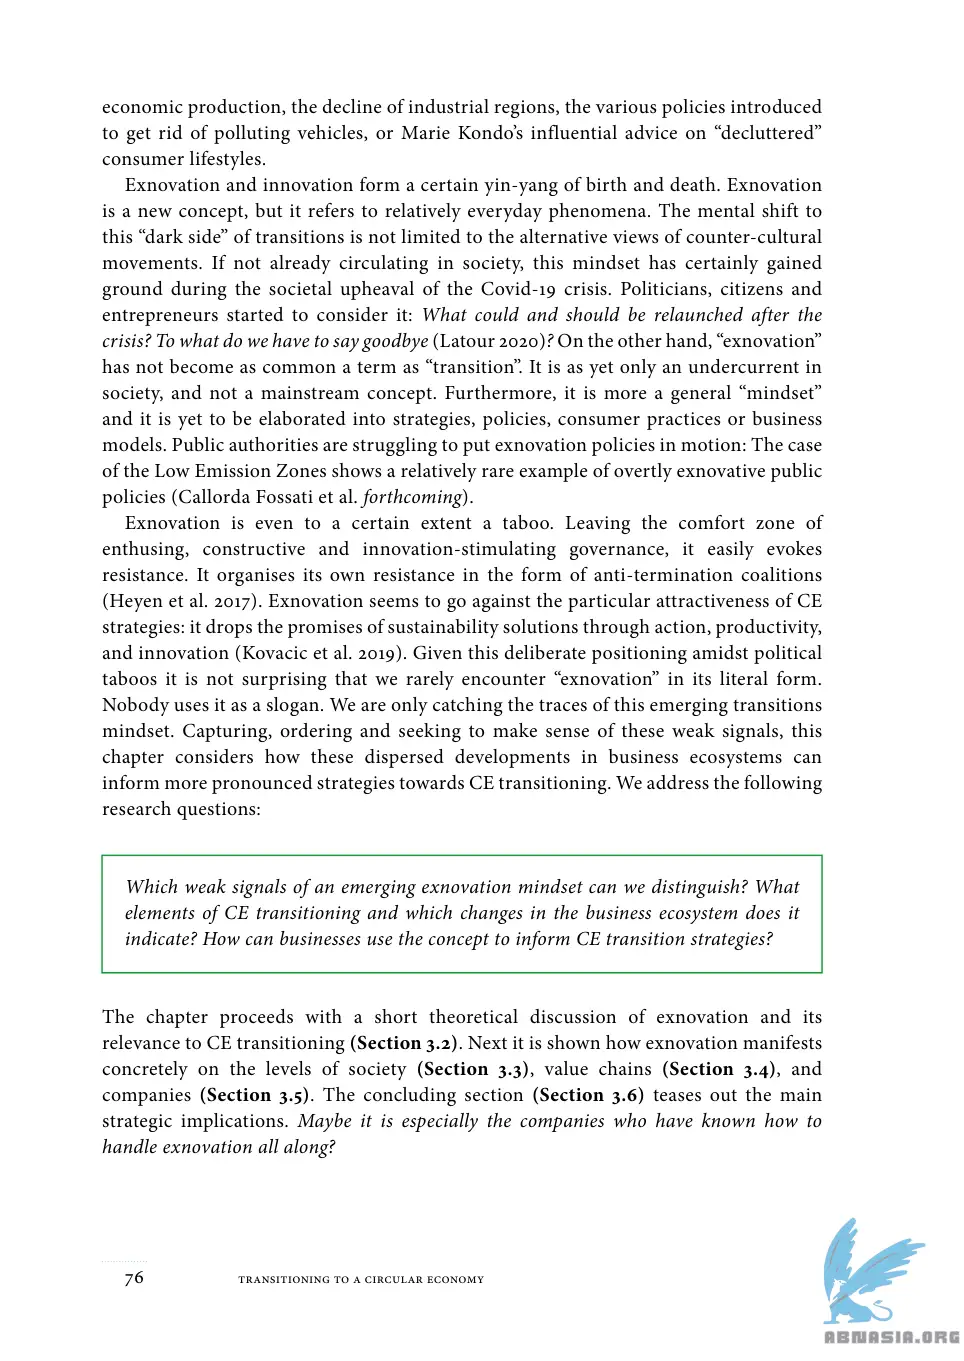 economic production, the decline of industrial regions, the various policies introduced
to get rid of polluting vehicles, or Marie Kondo’s influential advice on “decluttered”
consumer lifestyles.
Exnovation and innovation form a certain yin-yang of birth and death. Exnovation
is a new concept, but it refers to relatively everyday phenomena. The mental shift to
this “dark side” of transitions is not limited to the alternative views of counter-cultural
movements. If not already circulating in society, this mindset has certainly gained
ground during the societal upheaval of the Covid-19 crisis. Politicians, citizens and
entrepreneurs started to consider it: What could and should be relaunched after the
crisis? To what do we have to say goodbye (Latour 2020)? On the other hand, “exnovation”
has not become as common a term as “transition”. It is as yet only an undercurrent in
society, and not a mainstream concept. Furthermore, it is more a general “mindset”
and it is yet to be elaborated into strategies, policies, consumer practices or business
models. Public authorities are struggling to put exnovation policies in motion: The case
of the Low Emission Zones shows a relatively rare example of overtly exnovative public
policies (Callorda Fossati et al. forthcoming).
Exnovation is even to a certain extent a taboo. Leaving the comfort zone of
enthusing, constructive and innovation-stimulating governance, it easily evokes
resistance. It organises its own resistance in the form of anti-termination coalitions
(Heyen et al. 2017). Exnovation seems to go against the particular attractiveness of CE
strategies: it drops the promises of sustainability solutions through action, productivity,
and innovation (Kovacic et al. 2019). Given this deliberate positioning amidst political
taboos it is not surprising that we rarely encounter “exnovation” in its literal form.
Nobody uses it as a slogan. We are only catching the traces of this emerging transitions
mindset. Capturing, ordering and seeking to make sense of these weak signals, this
chapter considers how these dispersed developments in business ecosystems can
inform more pronounced strategies towards CE transitioning. We address the following
research questions:
Which weak signals of an emerging exnovation mindset can we distinguish? What
elements of CE transitioning and which changes in the business ecosystem does it
indicate? How can businesses use the concept to inform CE transition strategies?
The chapter proceeds with a short theoretical discussion of exnovation and its
relevance to CE transitioning (Section 3.2). Next it is shown how exnovation manifests
concretely on the levels of society (Section 3.3), value chains (Section 3.4), and
companies (Section 3.5). The concluding section (Section 3.6) teases out the main
strategic implications. Maybe it is especially the companies who have known how to
handle exnovation all along?
76 TRANSITIONING TO A CIRCULAR ECONOMY
ABNASIA.ORG